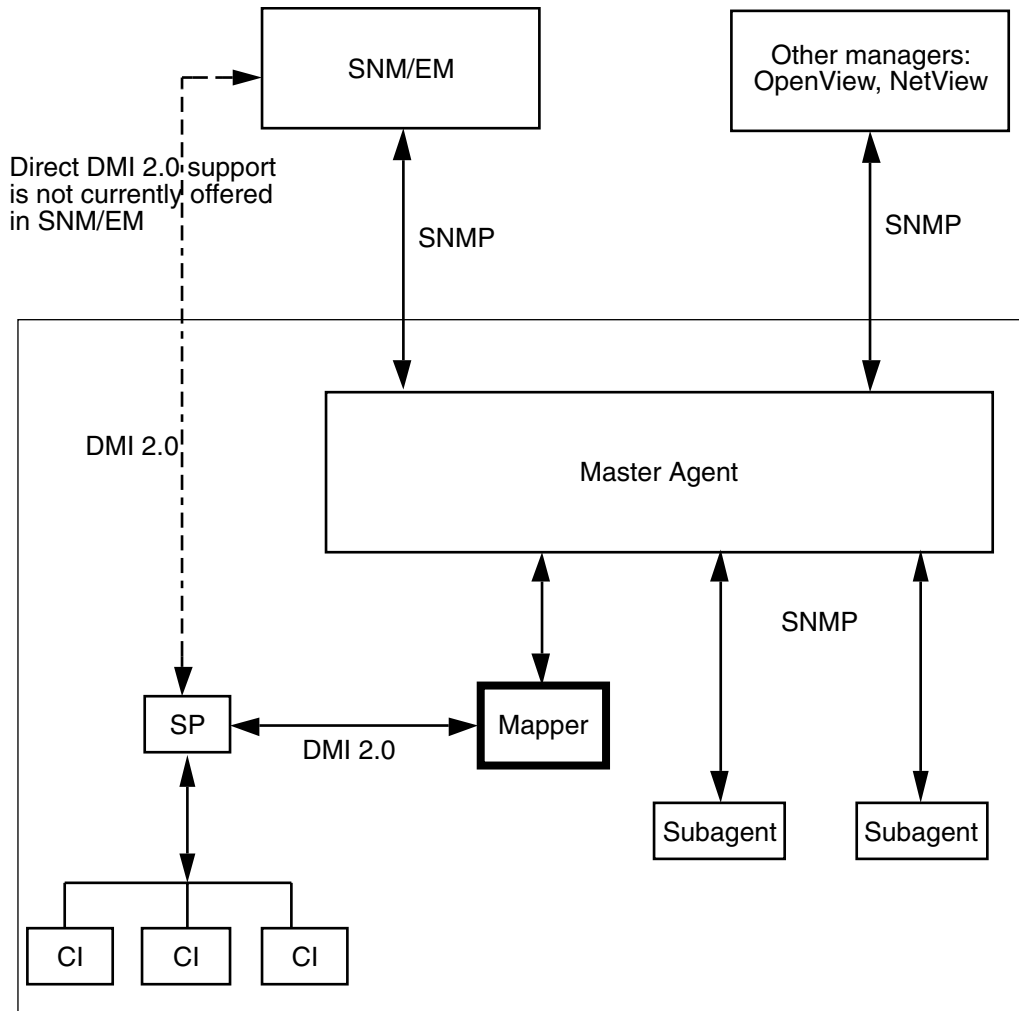 SNM/EM
Other managers:
OpenView, NetView
Direct DMI 2.0 support
is not currently offered
in SNM/EM
SNMP
SNMP
DMI 2.0
Master Agent
SNMP
SP
DMI 2.0
Mapper
Subagent
Subagent
CI
CI
CI